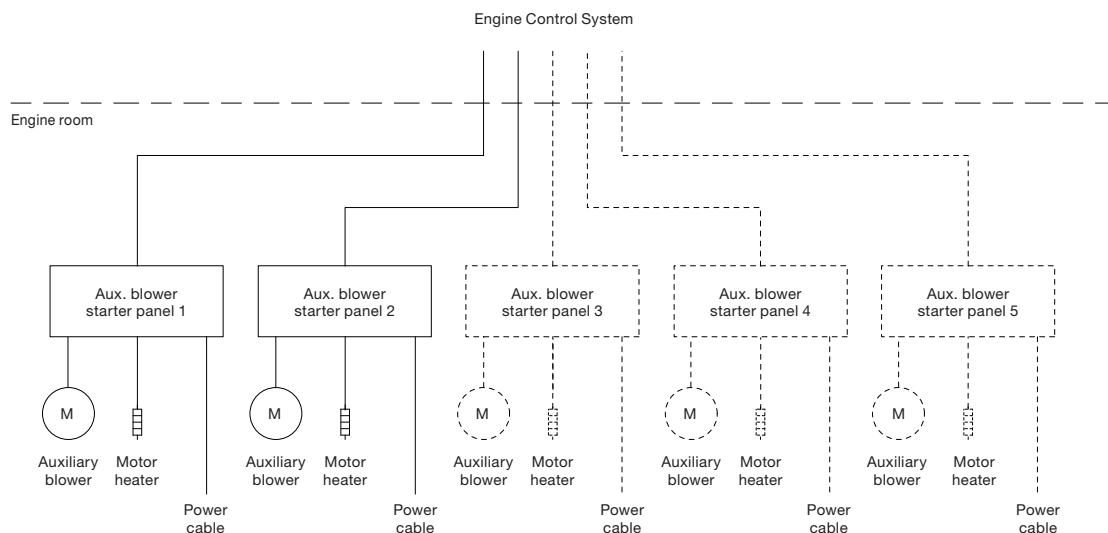 Engine Control System
Engine room
Aux. blower
starter panel 1
Aux. blower
starter panel 2
Aux. blower
starter panel 3
Aux. blower
starter panel 4
Aux. blower
starter panel 5
M
M
M
M
M
Auxiliary
blower
Motor
heater
Auxiliary
blower
Motor
heater
Auxiliary
blower
Motor
heater
Auxiliary
blower
Motor
heater
Auxiliary
blower
Motor
heater
Power
cable
Power
cable
Power
cable
Power
cable
Power
cable